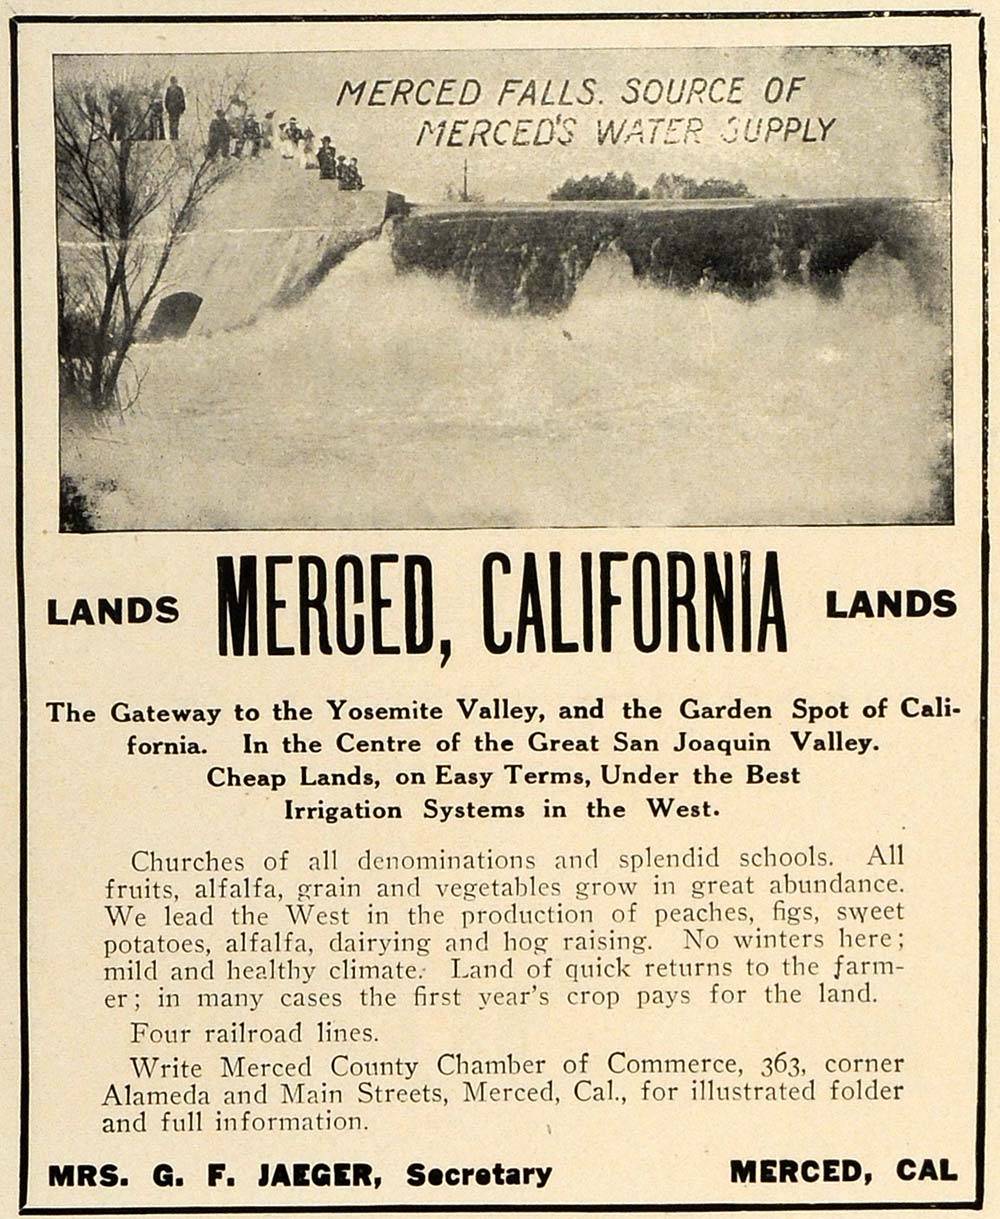 MERCED FALLS. SOURCE OF
MERCED'S WATER SUPPLY
LANDS MERCED, CALIFORNIA LANDS
The Gateway to the Yosemite Valley, and the Garden Spot of Cali-
fornia. In the Centre of the Great San Joaquin Valley.
Cheap Lands, on Easy Terms, Under the Best
Irrigation Systems in the West.
Churches of all denominations and splendid schools. All
fruits, alfalfa, grain and vegetables grow in great abundance.
We lead the West in the production of peaches, figs, sweet
potatoes, alfalfa, dairying and hog raising. No winters here;
mild and healthy climate. Land of quick returns to the farm-
er; in many cases the first year's crop pays for the land.
Four railroad lines.
Write Merced County Chamber of Commerce, 363, corner
Alameda and Main Streets, Merced, Cal., for illustrated folder
and full information.
MRS. G. F. JAEGER, Secretary MERCED, CAL